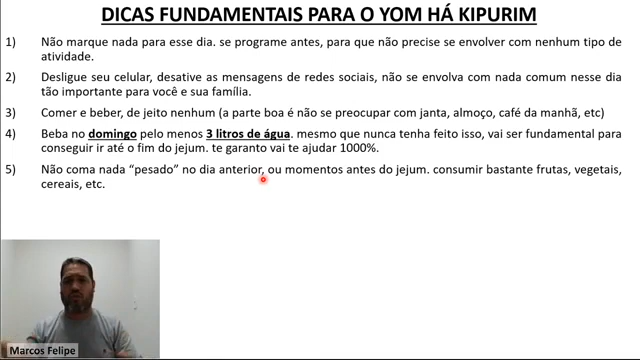 DICAS FUNDAMENTAIS PARA O YOM HÁ KIPURIM
1) Não marque nada para esse dia. se programe antes, para que não precise se envolver com nenhum tipo de
atividade.
2) Desligue seu celular, desative as mensagens de redes sociais, não se envolva com nada comum nesse dia
tão importante para você e sua família.
3) Comer e beber, de jeito nenhum (a parte boa é não se preocupar com janta, almoço, café da manhã, etc)
4) Beba no domingo pelo menos 3 litros de água. mesmo que nunca tenha feito isso, vai ser fundamental para
conseguir ir até o fim do jejum. te garanto vai te ajudar 1000%.
5) Não coma nada “pesado” no dia anterior, ou momentos antes do jejum. consumir bastante frutas, vegetais,
cereais, etc.
Marcos Felipe